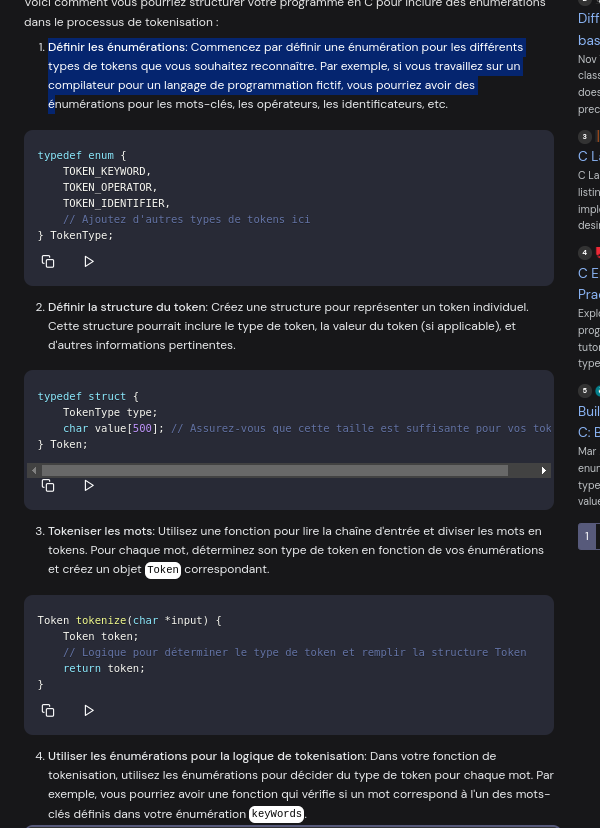 Voici comment vous pourriez structurer votre programme en C pour inclure des énumérations
dans le processus de tokenisation :
1. Définir les énumérations: Commencez par définir une énumération pour les différents
types de tokens que vous souhaitez reconnaître. Par exemple, si vous travaillez sur un
compilateur pour un langage de programmation fictif, vous pourriez avoir des
énumérations pour les mots-clés, les opérateurs, les identificateurs, etc.
typedef enum {
TOKEN_KEYWORD,
TOKEN_OPERATOR,
TOKEN_IDENTIFIER,
// Ajoutez d'autres types de tokens ici
} TokenType;
2. Définir la structure du token: Créez une structure pour représenter un token individuel.
Cette structure pourrait inclure le type de token, la valeur du token (si applicable), et
d'autres informations pertinentes.
typedef struct {
TokenType type;
char value[500]; // Assurez-vous que cette taille est suffisante pour vos tok
} Token;
3. Tokeniser les mots: Utilisez une fonction pour lire la chaîne d'entrée et diviser les mots en
tokens. Pour chaque mot, déterminez son type de token en fonction de vos énumérations
et créez un objet Token correspondant.
Token tokenize(char *input) {
Token token;
// Logique pour déterminer le type de token et remplir la structure Token
return token;
}
4. Utiliser les énumérations pour la logique de tokenisation: Dans votre fonction de
tokenisation, utilisez les énumérations pour décider du type de token pour chaque mot. Par
exemple, vous pourriez avoir une fonction qui vérifie si un mot correspond à l'un des mots-
clés définis dans votre énumération keyWords.
Diff
bas
Nov
class
does
prec
3
C La
C La
listin
impl
desi
4
C E
Prac
Explo
prog
tutor
type
5
Buil
C: B
Mar
enun
type
value
1